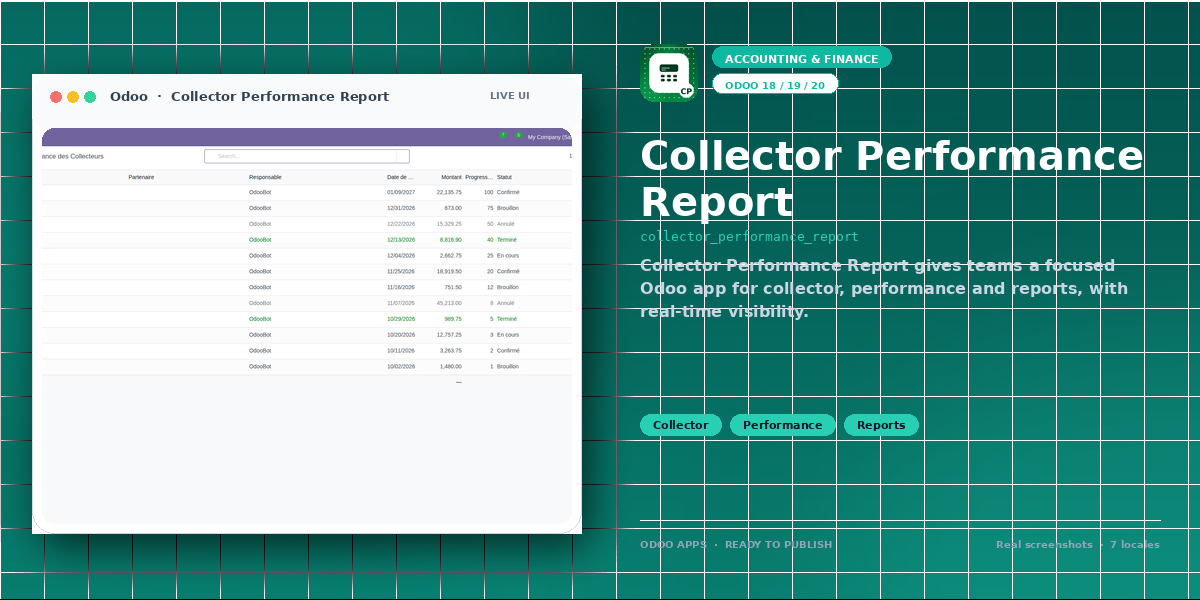 Odoo · Collector Performance Report
LIVE UI
My Company (Sa
ance des Collecteurs
Search...
1
Partenaire Responsable Date de ... Montant Progress... Statut
OdooBot 01/09/2027 22,135.75 100 Confirmé
OdooBot 12/31/2026 673.00 75 Brouillon
OdooBot 12/22/2026 15,329.25 50 Annulé
OdooBot 12/13/2026 8,816.90 40 Terminé
OdooBot 12/04/2026 2,662.75 25 En cours
OdooBot 11/25/2026 18,919.50 20 Confirmé
OdooBot 11/16/2026 751.50 12 Brouillon
OdooBot 11/07/2026 45,213.00 8 Annulé
OdooBot 10/29/2026 989.75 5 Terminé
OdooBot 10/20/2026 12,757.25 3 En cours
OdooBot 10/11/2026 3,263.75 2 Confirmé
OdooBot 10/02/2026 1,480.00 1 Brouillon
—
CP
ACCOUNTING & FINANCE
ODOO 18 / 19 / 20
Collector Performance
Report
collector_performance_report
Collector Performance Report gives teams a focused
Odoo app for collector, performance and reports, with
real-time visibility.
Collector
Performance
Reports
ODOO APPS · READY TO PUBLISH
Real screenshots · 7 locales